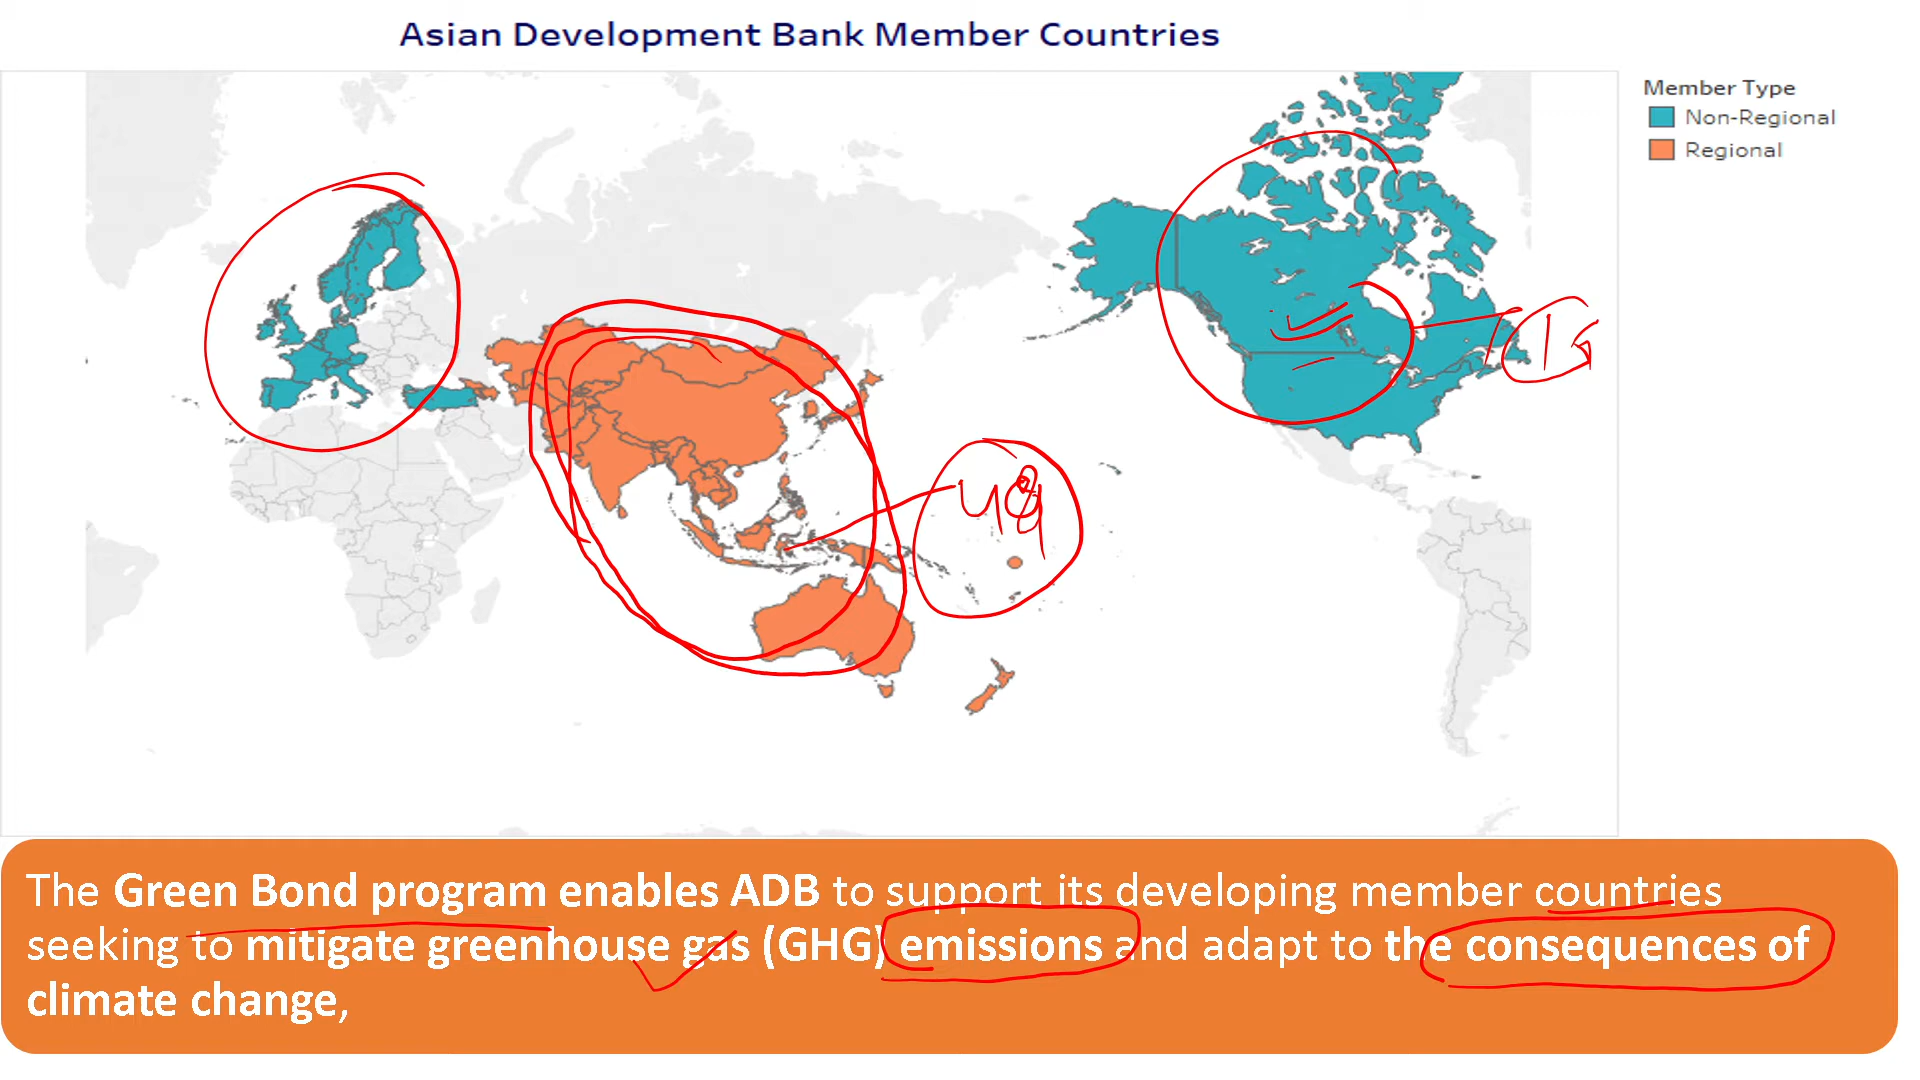 Asian Development Bank Member Countries
Member Type
Non-Regional
Regional
49
The Green Bond program enables ADB to support its developing member countries
seeking to mitigate greenhouse gas (GHG) emissions and adapt to the consequences of
climate change,